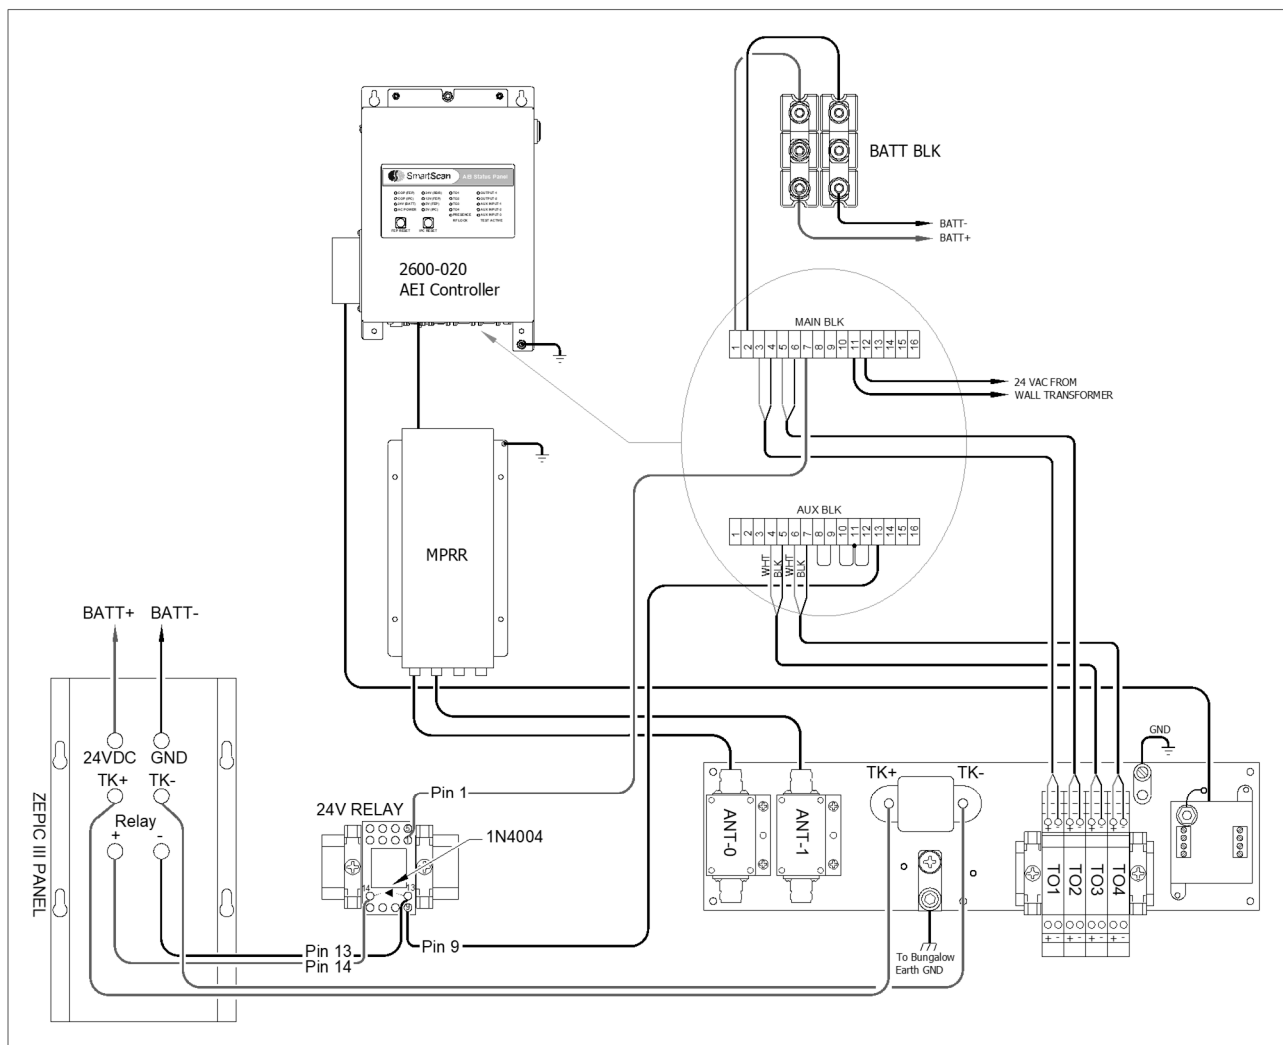 BATT BLK
BATT-
BATT+
SmartScan
AEI Status Panel
2600-020
AEI Controller
MAIN BLK
1 2 3 4 5 6 7 8 9 10 11 12 13 14 15 16
24 VAC FROM
WALL TRANSFORMER
AUX BLK
1 2 3 4 5 6 7 8 9 10 11 12 13 14 15 16
WHT
BLK
WHT
BLK
MPRR
BATT+ BATT-
24VDC GND
TK+ TK-
Relay
+ -
ZEPIC III PANEL
24V RELAY
Pin 1
1N4004
14 13
Pin 9
Pin 13
Pin 14
ANT-0
ANT-1
TK+ TK-
To Bungalow
Earth GND
GND
TO1
TO2
TO3
TO4
+ - + - + - + -